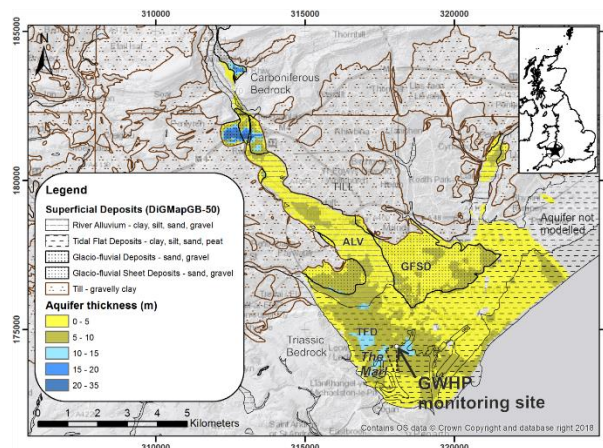 310000 315000 320000
185000
N
Carboniferous
Bedrock
180000
Legend
Superficial Deposits (DiGMapGB-50)
River Alluvium - clay, silt, sand, gravel
Tidal Flat Deposits - clay, silt, sand, peat
Glacio-fluvial Deposits - sand, gravel
Glacio-fluvial Sheet Deposits - sand, gravel
Till - gravelly clay
Aquifer thickness (m)
0 - 5
5 - 10
10 - 15
15 - 20
20 - 35
TILL
Aquifer not
modelled
ALV
GFSD
175000
TFD
Triassic
Bedrock
GWHP
monitoring site
0 1 2 3 4 5
Kilometers
Contains OS data © Crown Copyright and database right 2018
310000 315000 320000